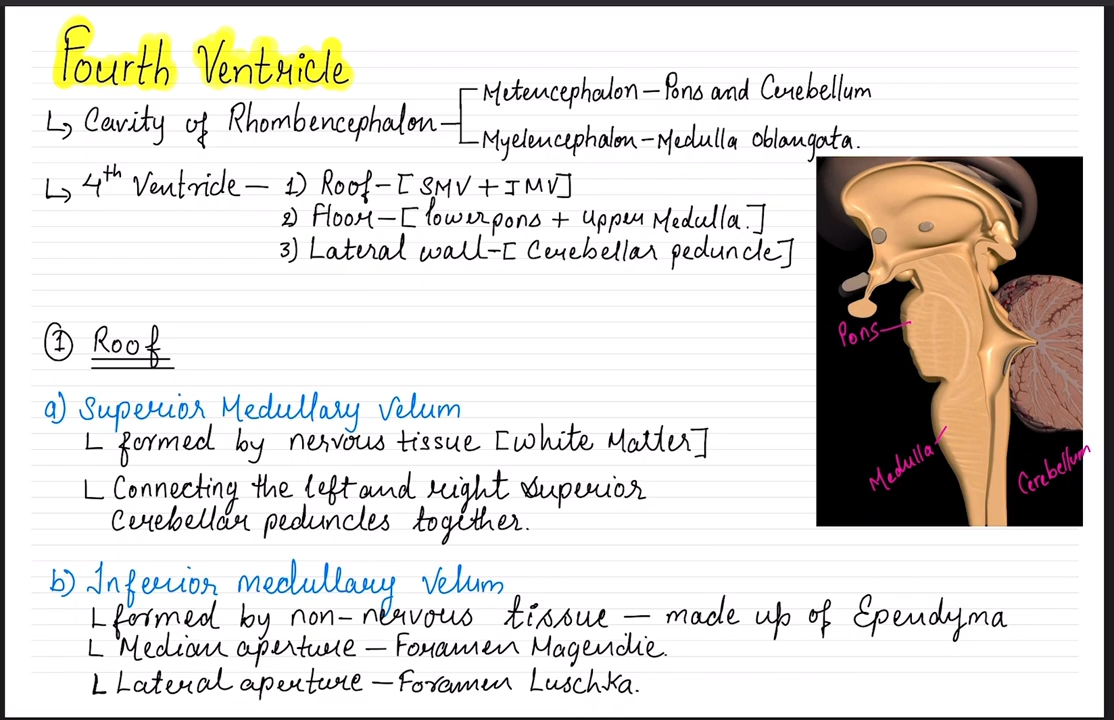 Fourth Ventricle
↳ Cavity of Rhombencephalon
Metencephalon - Pons and Cerebellum
Myelencephalon - Medulla Oblangata.
↳ 4th Ventricle - 1) Roof - [SMV + IMV]
2) Floor - [lower pons + upper Medulla.]
3) Lateral wall - [Cerebellar peduncle]
① Roof
a) Superior Medullary Velum
└ formed by nervous tissue [White Matter]
└ Connecting the left and right superior
Cerebellar peduncles together.
b) Inferior medullary Velum
└ formed by non-nervous tissue - made up of Ependyma
└ Median aperture - Foramen Magendie.
└ Lateral aperture - Foramen Luschka.
Pons
Medulla
Cerebellum